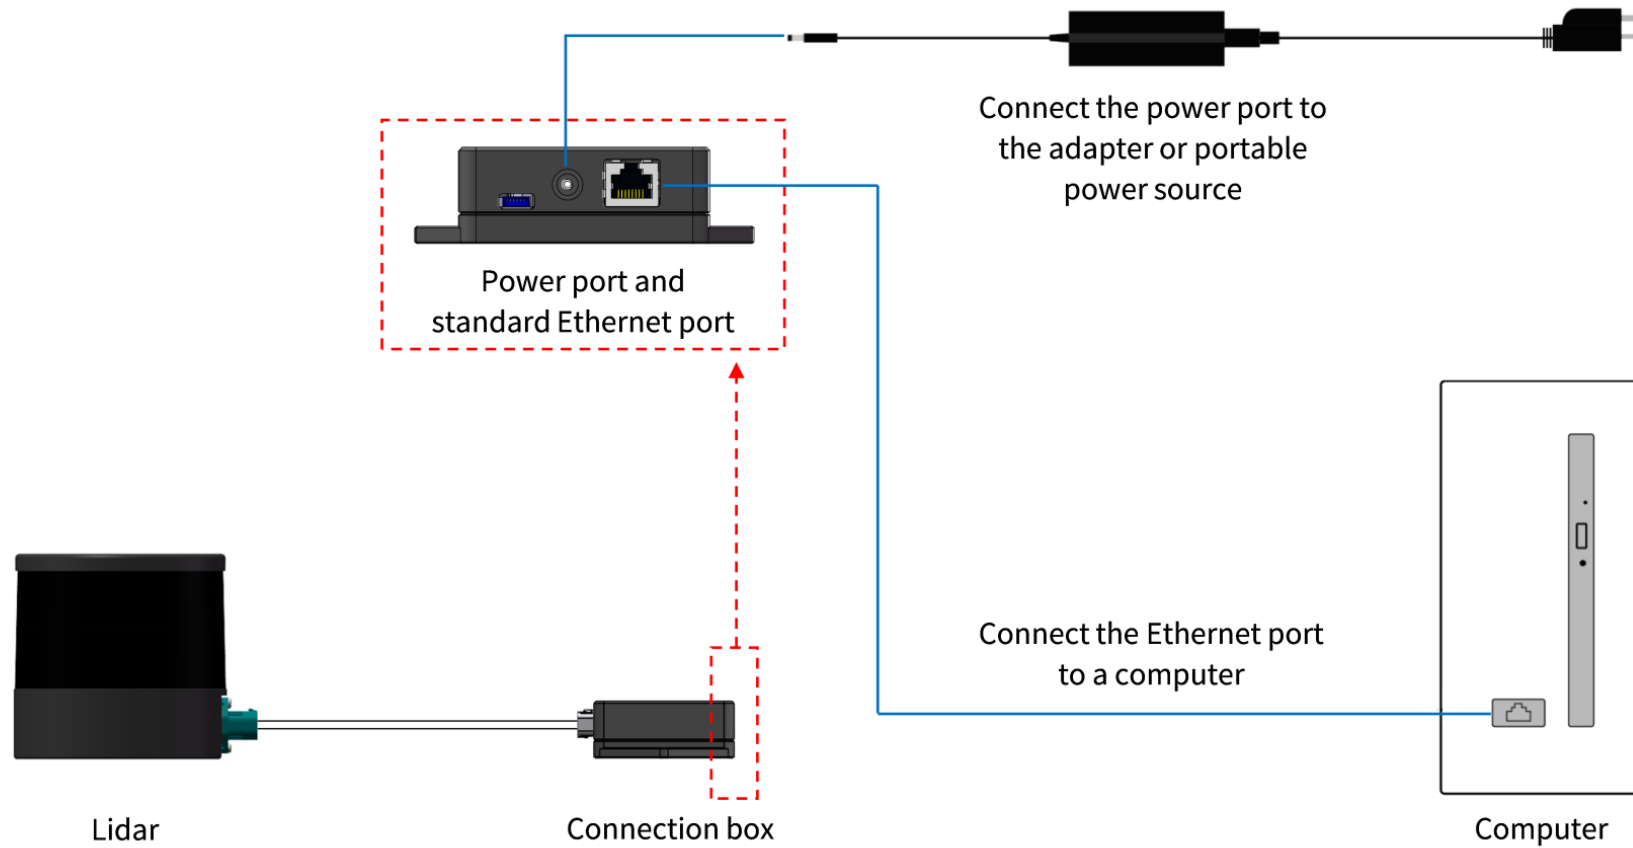 Connect the power port to
the adapter or portable
power source
Power port and
standard Ethernet port
Connect the Ethernet port
to a computer
Lidar
Connection box
Computer